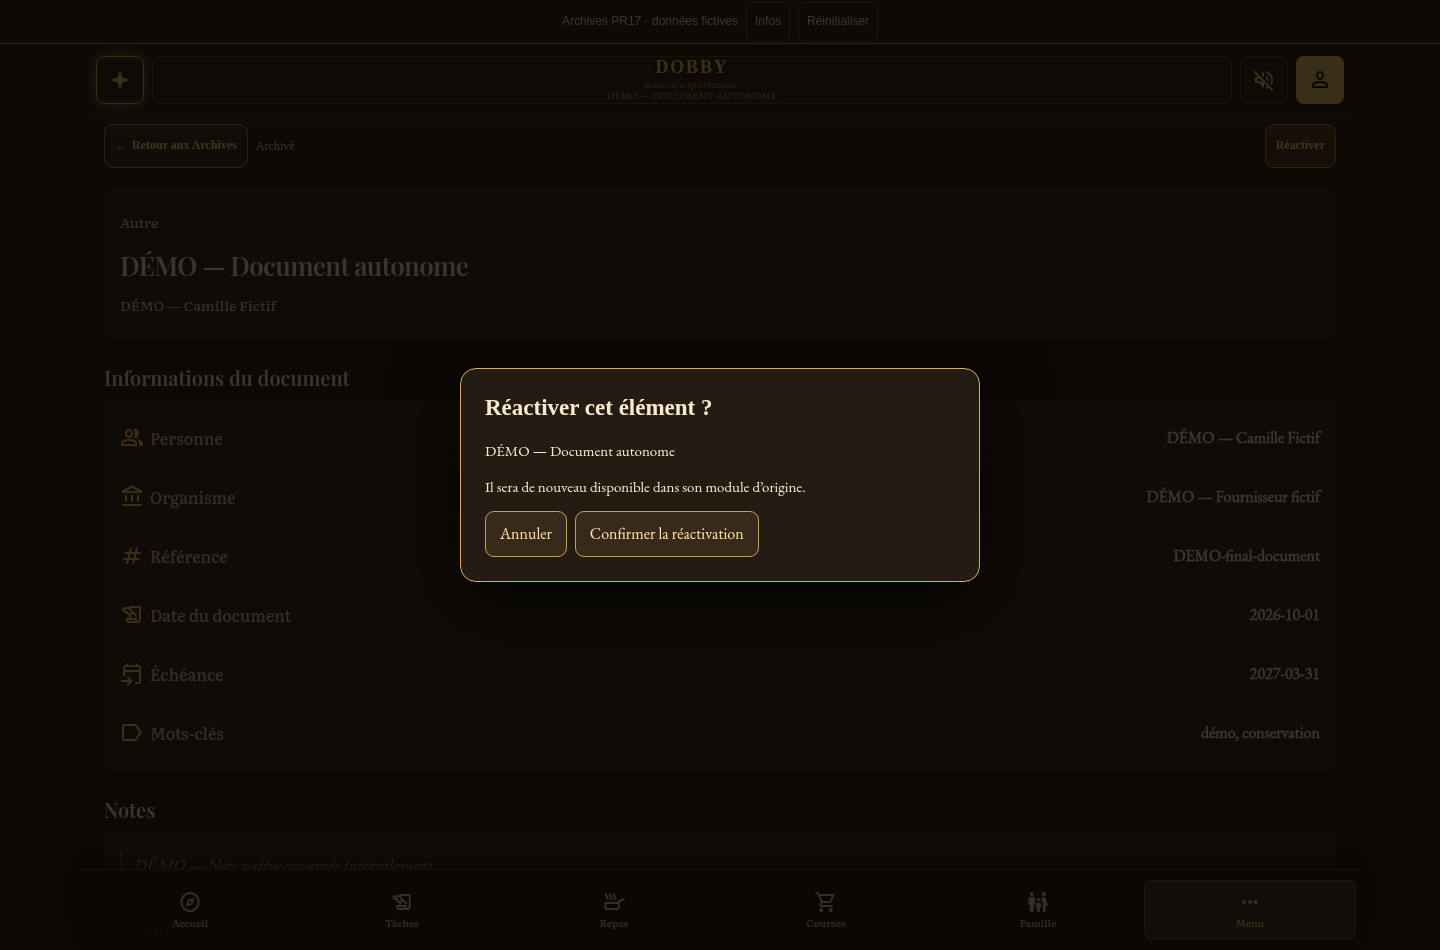 Archives PR17 · données fictives Infos Réinitialiser
DOBBY
MAISON & QUOTIDIEN
DÉMO — DOCUMENT AUTONOME
← Retour aux Archives Archivé Réactiver
Autre
DÉMO — Document autonome
DÉMO — Camille Fictif
Informations du document
Personne DÉMO — Camille Fictif
Organisme DÉMO — Fournisseur fictif
Référence DEMO-final-document
Date du document 2026-10-01
Échéance 2027-03-31
Mots-clés démo, conservation
Réactiver cet élément ?
DÉMO — Document autonome
Il sera de nouveau disponible dans son module d’origine.
Annuler Confirmer la réactivation
Notes
DÉMO — Note native conservée intégralement
Accueil Tâches Repas Courses Famille Menu